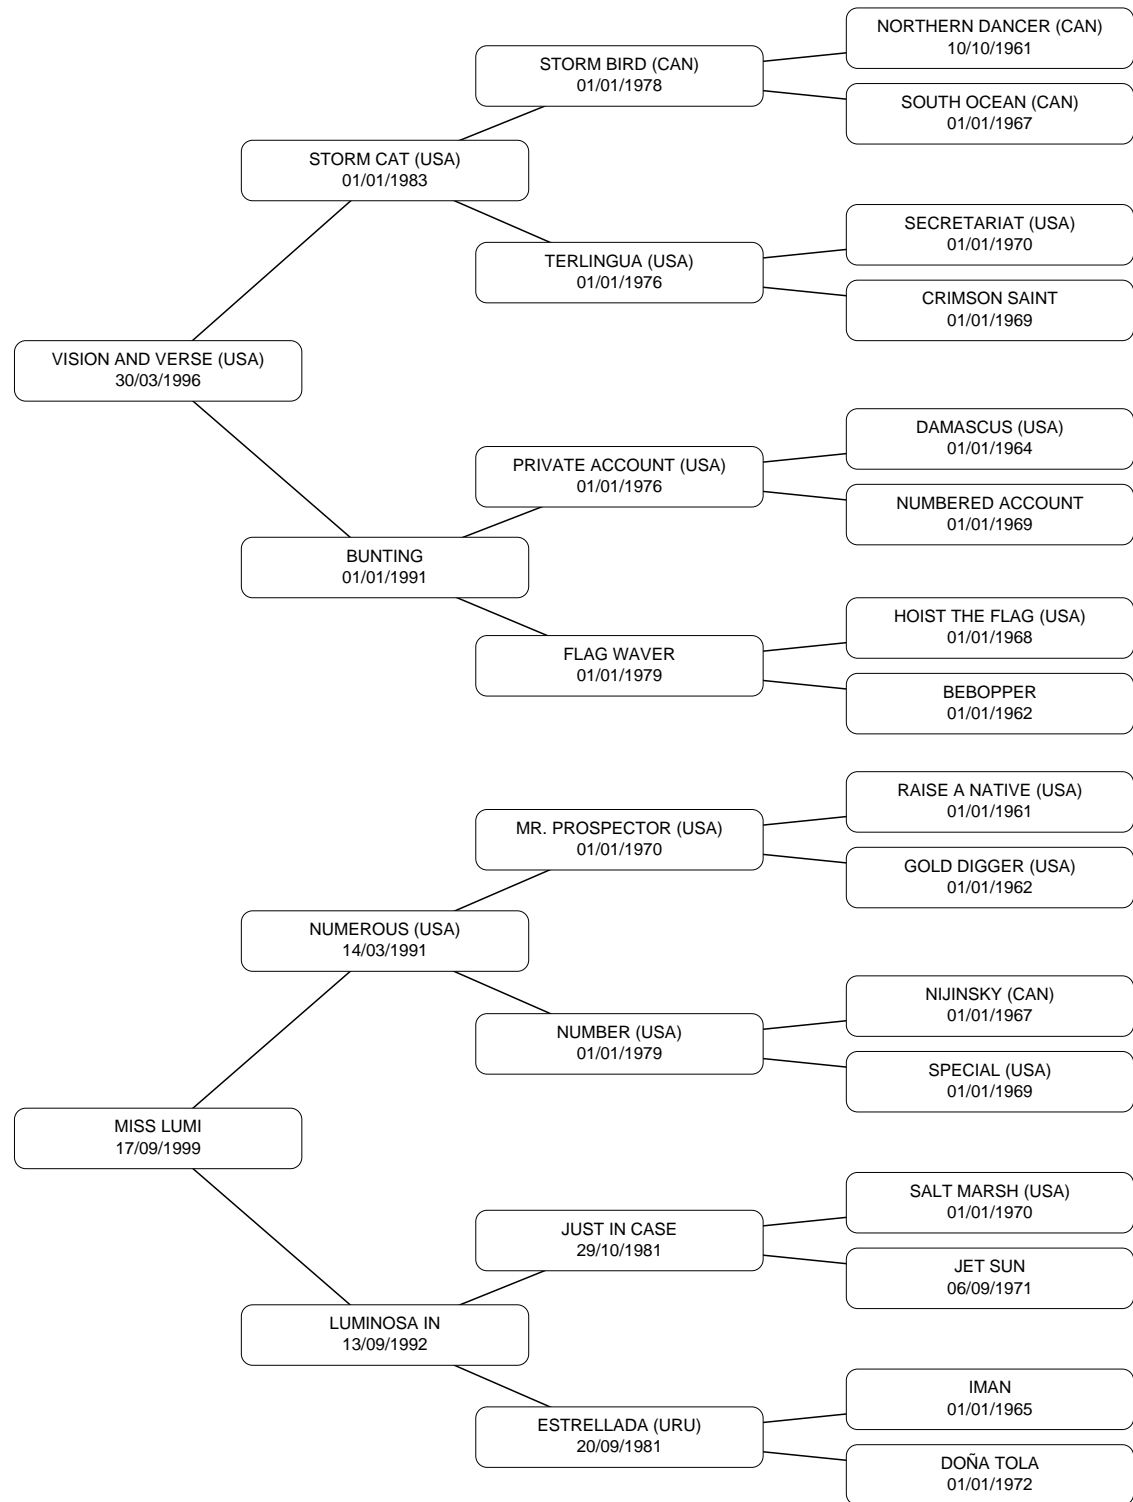 NORTHERN DANCER (CAN)
10/10/1961
STORM BIRD (CAN)
01/01/1978
SOUTH OCEAN (CAN)
01/01/1967
STORM CAT (USA)
01/01/1983
SECRETARIAT (USA)
01/01/1970
TERLINGUA (USA)
01/01/1976
CRIMSON SAINT
01/01/1969
VISION AND VERSE (USA)
30/03/1996
DAMASCUS (USA)
01/01/1964
PRIVATE ACCOUNT (USA)
01/01/1976
NUMBERED ACCOUNT
01/01/1969
BUNTING
01/01/1991
HOIST THE FLAG (USA)
01/01/1968
FLAG WAVER
01/01/1979
BEBOPPER
01/01/1962
RAISE A NATIVE (USA)
01/01/1961
MR. PROSPECTOR (USA)
01/01/1970
GOLD DIGGER (USA)
01/01/1962
NUMEROUS (USA)
14/03/1991
NIJINSKY (CAN)
01/01/1967
NUMBER (USA)
01/01/1979
SPECIAL (USA)
01/01/1969
MISS LUMI
17/09/1999
SALT MARSH (USA)
01/01/1970
JUST IN CASE
29/10/1981
JET SUN
06/09/1971
LUMINOSA IN
13/09/1992
IMAN
01/01/1965
ESTRELLADA (URU)
20/09/1981
DOÑA TOLA
01/01/1972